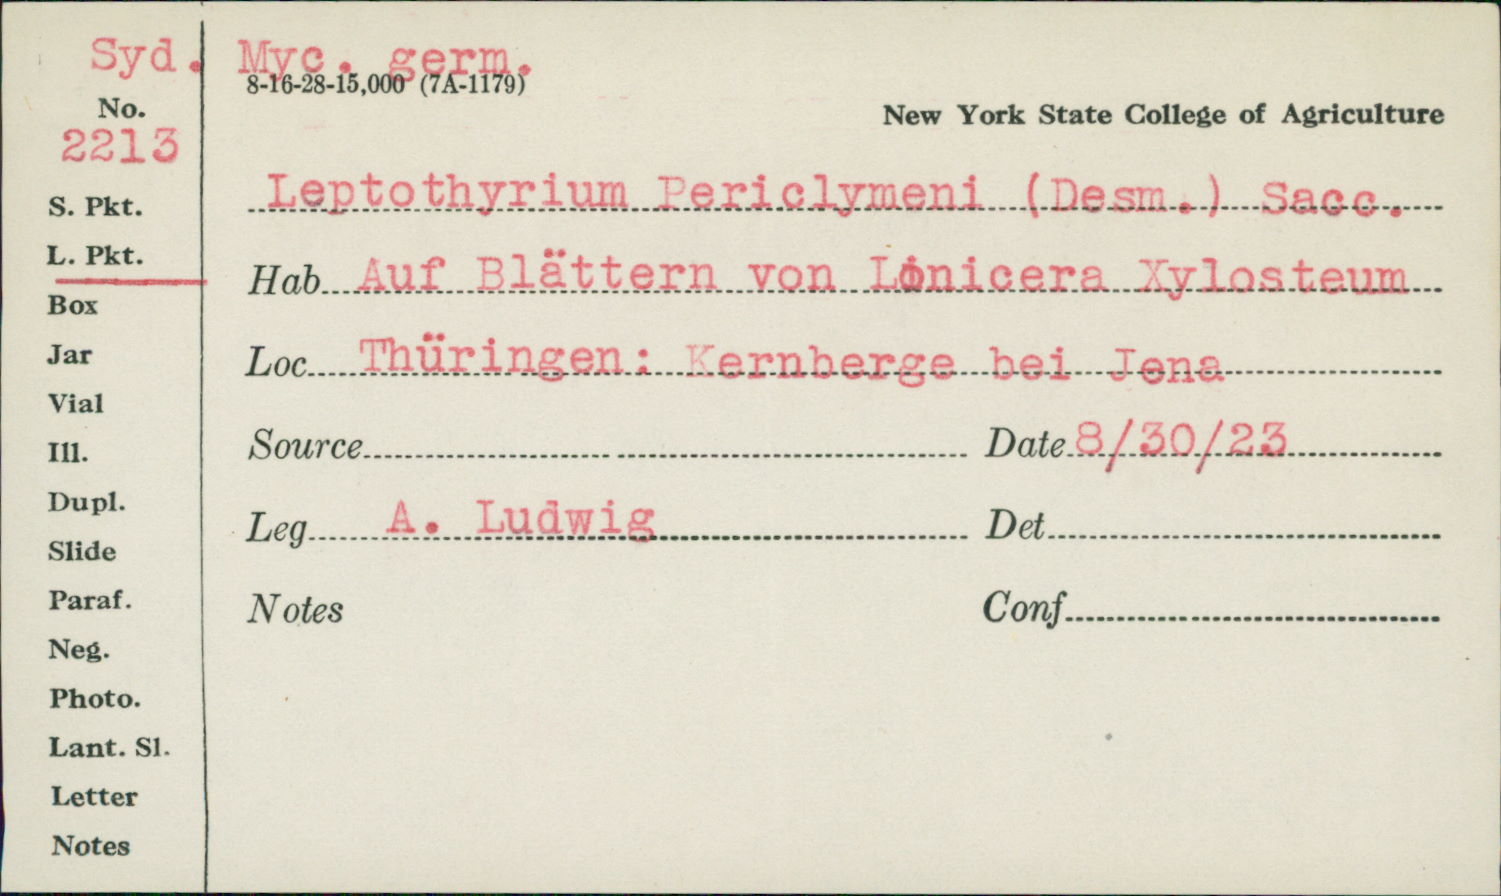 Syd. Myc. germ.
8-16-28-15,000 (7A-1179)
No.
New York State College of Agriculture
2213
Leptothyrium Periclymeni (Desm.) Sacc.
S. Pkt.
L. Pkt.
Hab. Auf Blättern von Lonicera Xylosteum
Box
Jar
Loc. Thüringen: Kernberge bei Jena
Vial
Ill.
Source Date 8/30/23
Dupl.
Leg. A. Ludwig Det.
Slide
Paraf.
Notes Conf.
Neg.
Photo.
Lant. Sl.
Letter
Notes